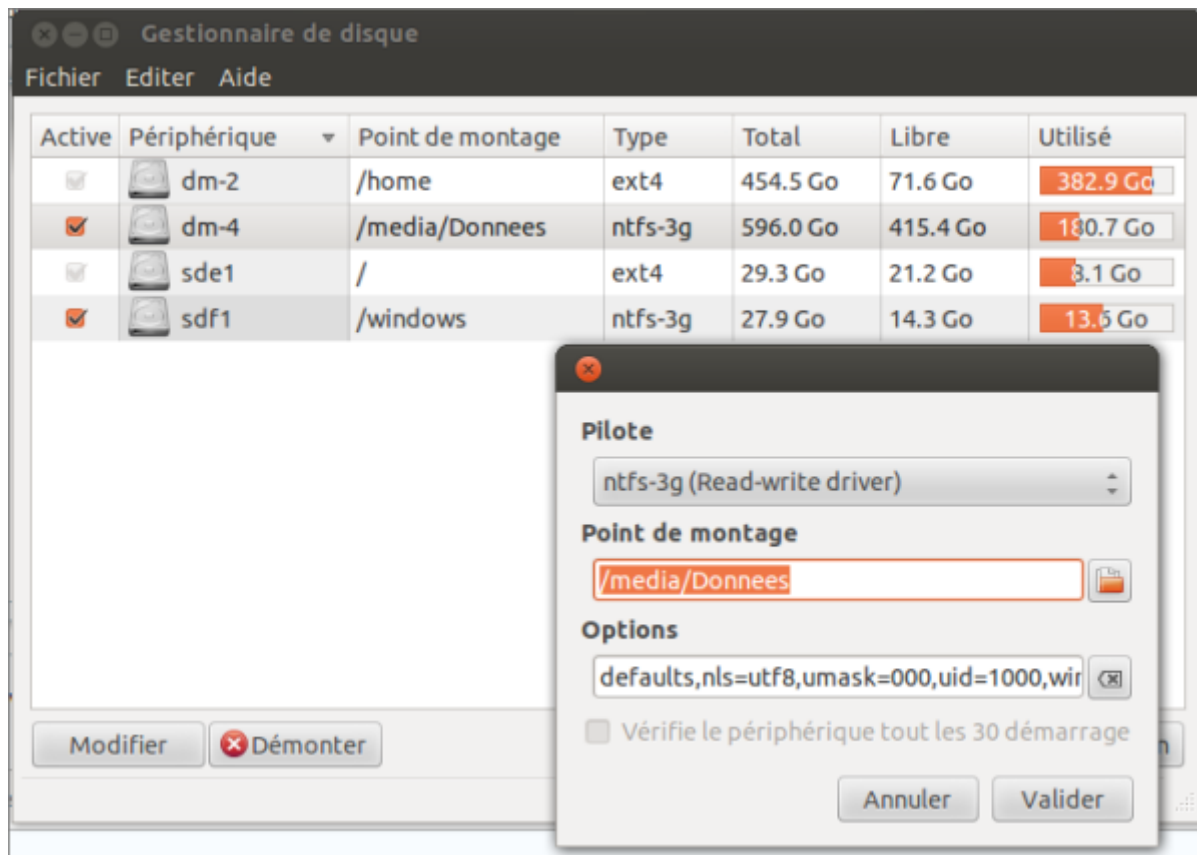 Gestionnaire de disque
Fichier Editer Aide
Active Périphérique Point de montage Type Total Libre Utilisé
dm-2 /home ext4 454.5 Go 71.6 Go 382.9 Go
dm-4 /media/Donnees ntfs-3g 596.0 Go 415.4 Go 180.7 Go
sde1 / ext4 29.3 Go 21.2 Go 8.1 Go
sdf1 /windows ntfs-3g 27.9 Go 14.3 Go 13.6 Go
Pilote
ntfs-3g (Read-write driver)
Point de montage
/media/Donnees
Options
defaults,nls=utf8,umask=000,uid=1000,wir
Vérifie le périphérique tout les 30 démarrage
Modifier Démonter
Annuler Valider